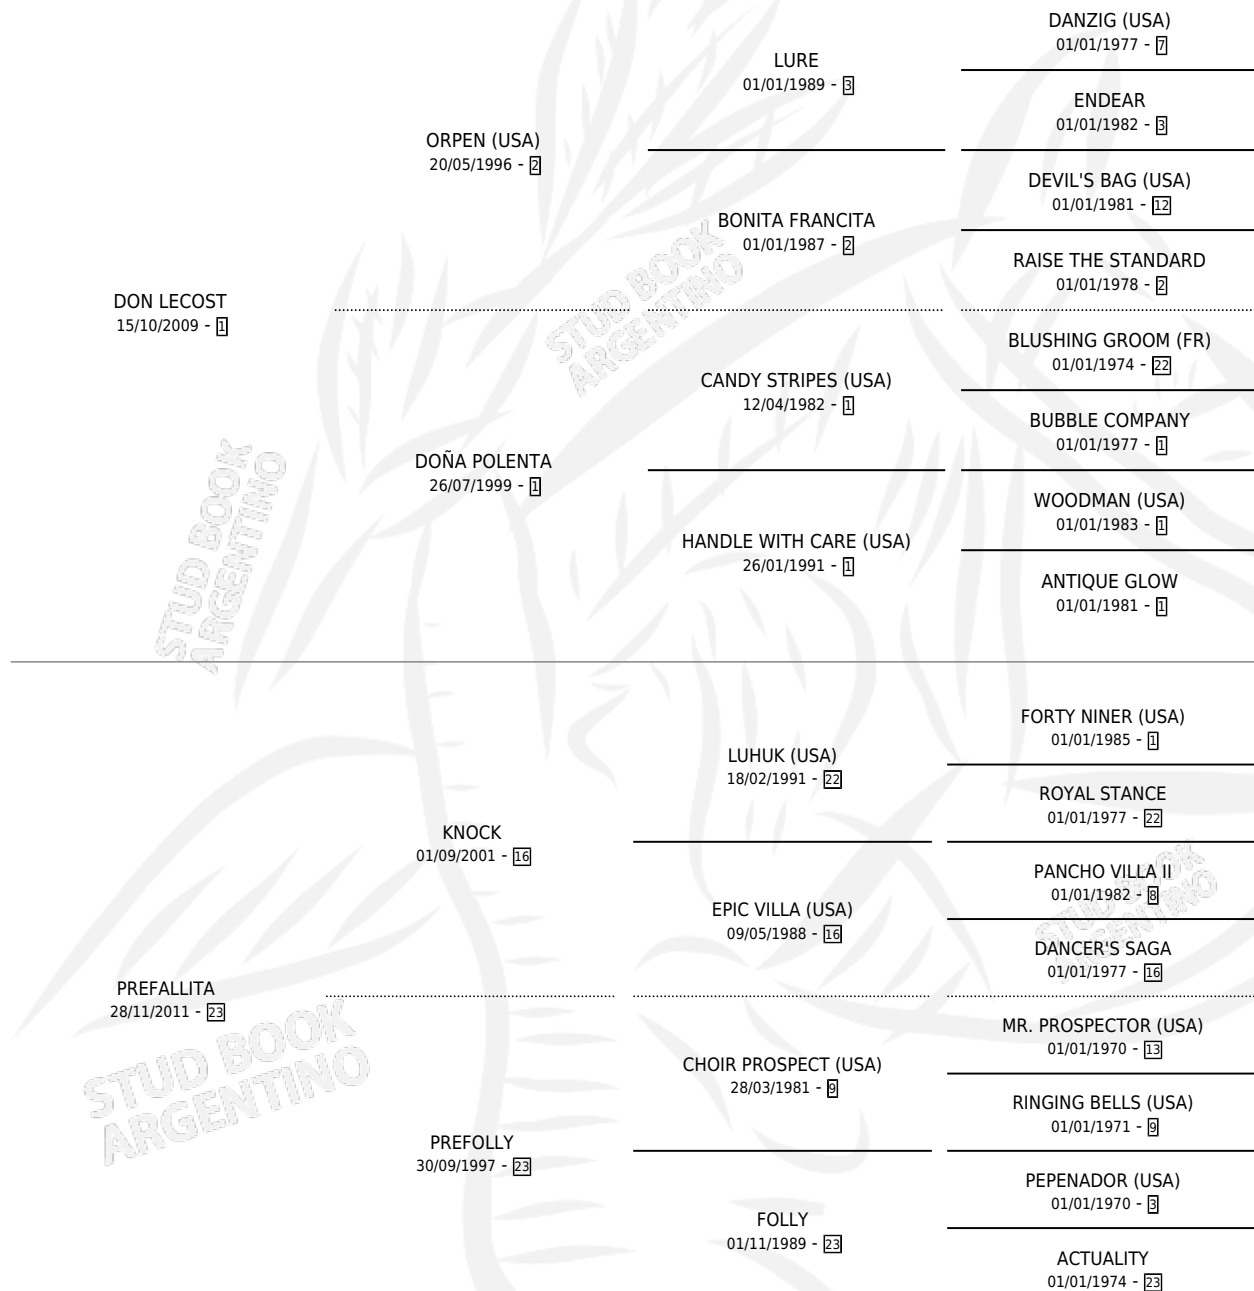 DANZIG (USA)
01/01/1977 - 7
LURE
01/01/1989 - 3
ENDEAR
01/01/1982 - 3
ORPEN (USA)
20/05/1996 - 2
DEVIL'S BAG (USA)
01/01/1981 - 12
BONITA FRANCITA
01/01/1987 - 2
RAISE THE STANDARD
01/01/1978 - 2
DON LECOST
15/10/2009 - 1
BLUSHING GROOM (FR)
01/01/1974 - 22
CANDY STRIPES (USA)
12/04/1982 - 1
BUBBLE COMPANY
01/01/1977 - 1
DOÑA POLENTA
26/07/1999 - 1
WOODMAN (USA)
01/01/1983 - 1
HANDLE WITH CARE (USA)
26/01/1991 - 1
ANTIQUE GLOW
01/01/1981 - 1
FORTY NINER (USA)
01/01/1985 - 1
LUHUK (USA)
18/02/1991 - 22
ROYAL STANCE
01/01/1977 - 22
KNOCK
01/09/2001 - 16
PANCHO VILLA II
01/01/1982 - 8
EPIC VILLA (USA)
09/05/1988 - 16
DANCER'S SAGA
01/01/1977 - 16
PREFALLITA
28/11/2011 - 23
MR. PROSPECTOR (USA)
01/01/1970 - 13
CHOIR PROSPECT (USA)
28/03/1981 - 9
RINGING BELLS (USA)
01/01/1971 - 9
PREFOLLY
30/09/1997 - 23
PEPENADOR (USA)
01/01/1970 - 3
FOLLY
01/11/1989 - 23
ACTUALITY
01/01/1974 - 23
STUD BOOK
ARGENTINO
STUD BOOK
ARGENTINO
STUD BOOK
ARGENTINO
STUD BOOK
ARGENTINO